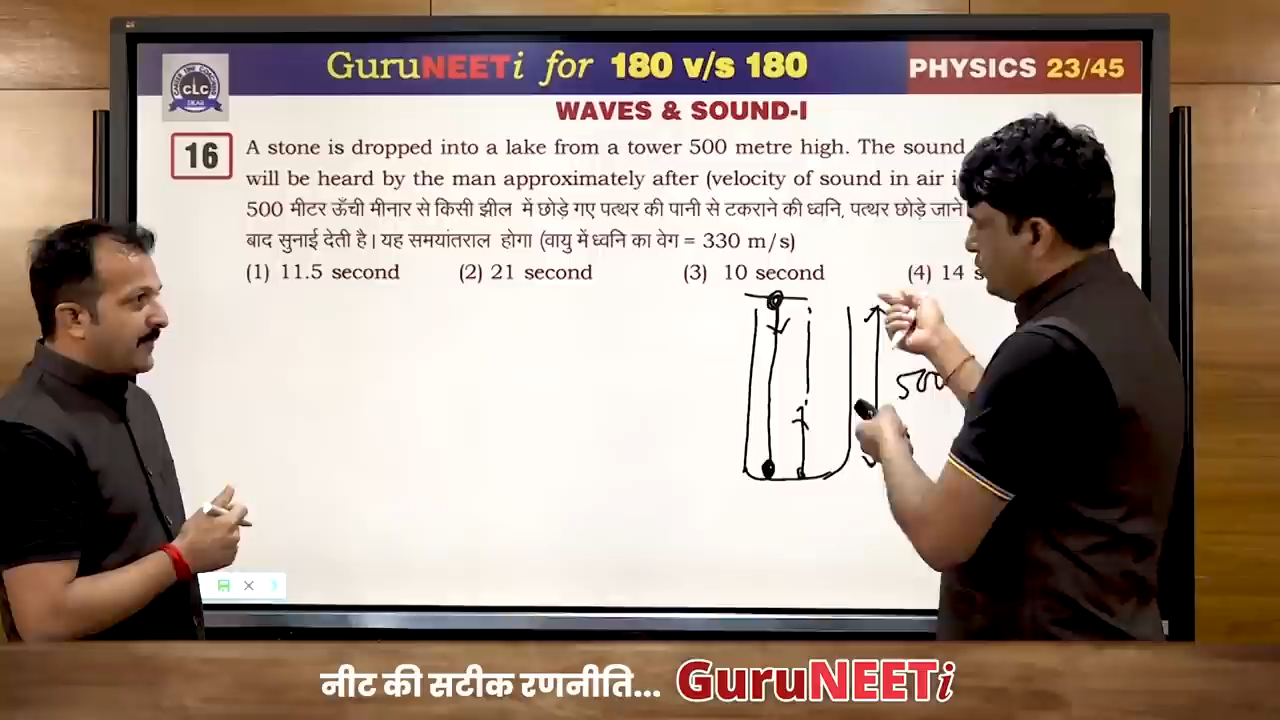 GuruNEETi for 180 v/s 180
PHYSICS 23/45
CLC
WAVES & SOUND-I
16
A stone is dropped into a lake from a tower 500 metre high. The sound
will be heard by the man approximately after (velocity of sound in air
500 मीटर ऊँची मीनार से किसी झील में छोड़े गए पत्थर की पानी से टकराने की ध्वनि, पत्थर छोड़े जाने
बाद सुनाई देती है। यह समयांतराल होगा (वायु में ध्वनि का वेग = 330 m/s)
(1) 11.5 second (2) 21 second (3) 10 second (4) 14
500
नीट की सटीक रणनीति... GuruNEETi